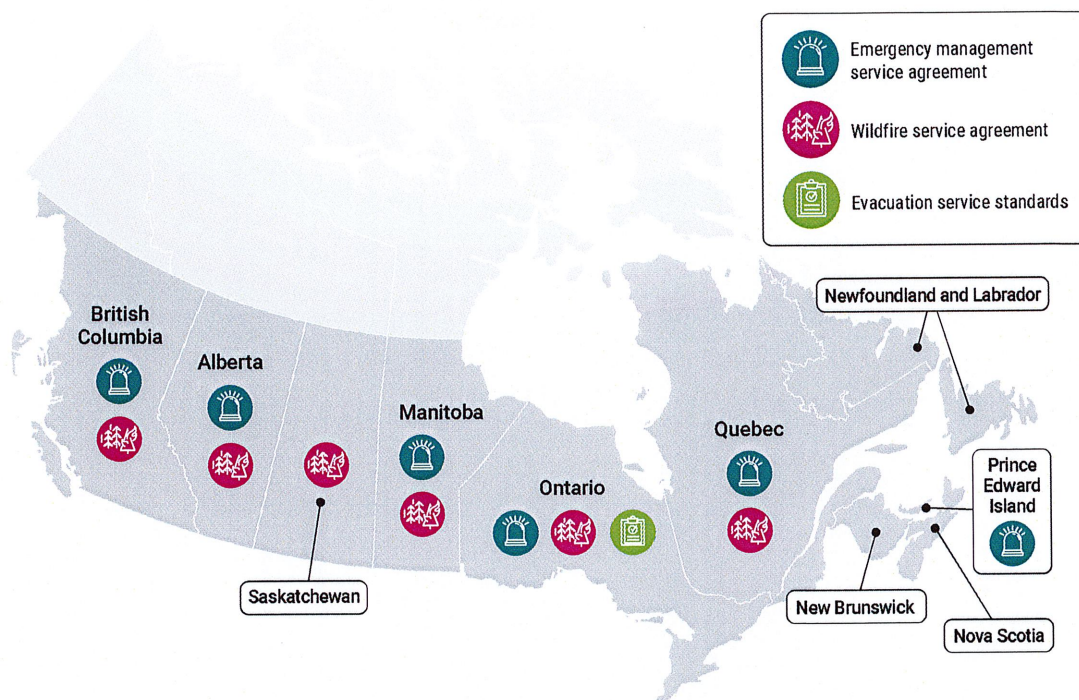 Emergency management
service agreement
Wildfire service agreement
Evacuation service standards
Newfoundland and Labrador
British
Columbia
Alberta
Manitoba
Ontario
Quebec
Prince
Edward
Island
Saskatchewan
New Brunswick
Nova Scotia